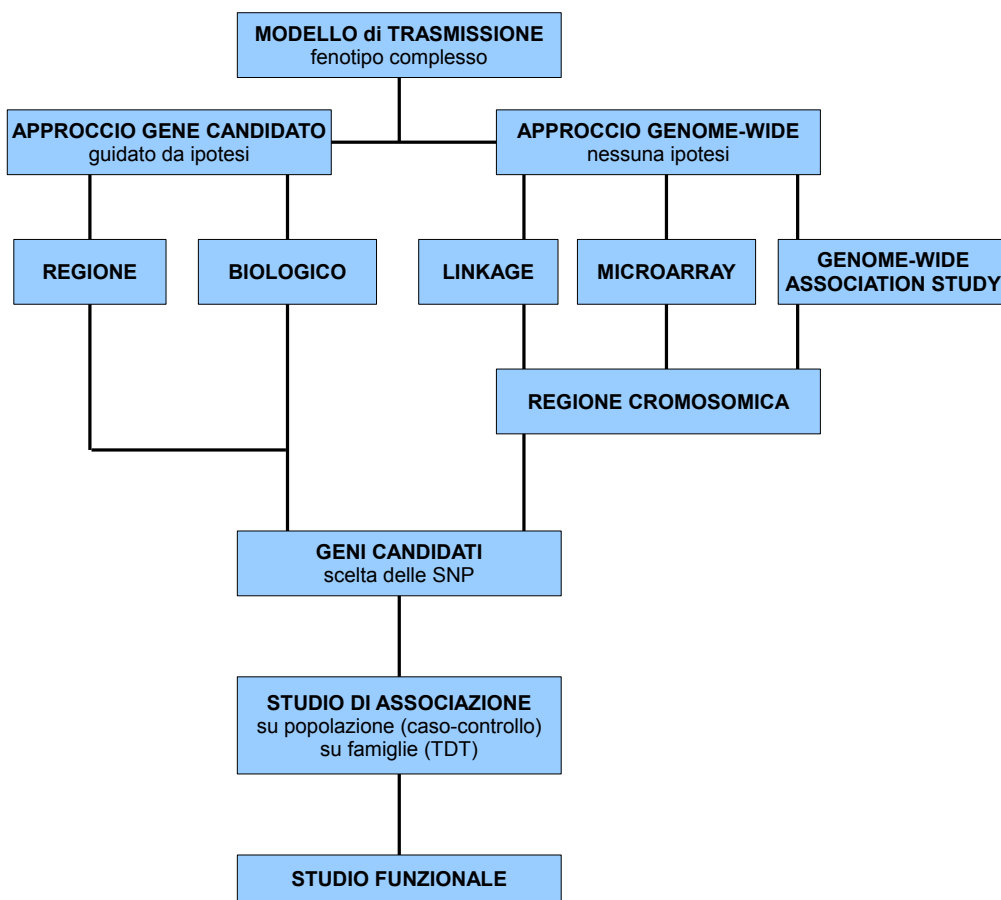 MODELLO di TRASMISSIONE
fenotipo complesso
APPROCCIO GENE CANDIDATO
guidato da ipotesi
APPROCCIO GENOME-WIDE
nessuna ipotesi
REGIONE
BIOLOGICO
LINKAGE
MICROARRAY
GENOME-WIDE
ASSOCIATION STUDY
REGIONE CROMOSOMICA
GENI CANDIDATI
scelta delle SNP
STUDIO DI ASSOCIAZIONE
su popolazione (caso-controllo)
su famiglie (TDT)
STUDIO FUNZIONALE